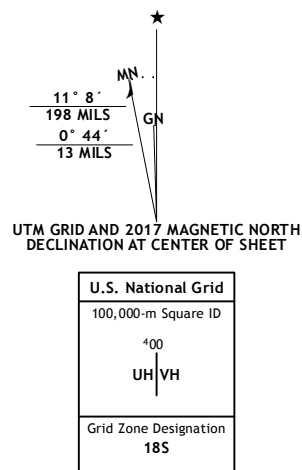 ★
MN
GN
11° 8´
198 MILS
0° 44´
13 MILS
UTM GRID AND 2017 MAGNETIC NORTH
DECLINATION AT CENTER OF SHEET
U.S. National Grid
100,000-m Square ID
⁴00
UH VH
Grid Zone Designation
18S